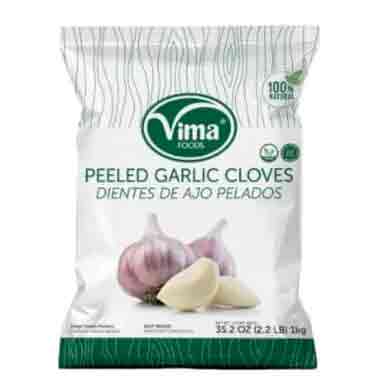 100%
NATURAL
Vima
FOODS
PEELED GARLIC CLOVES
DIENTES DE AJO PELADOS
35.2 OZ (2.2 LB) 1kg